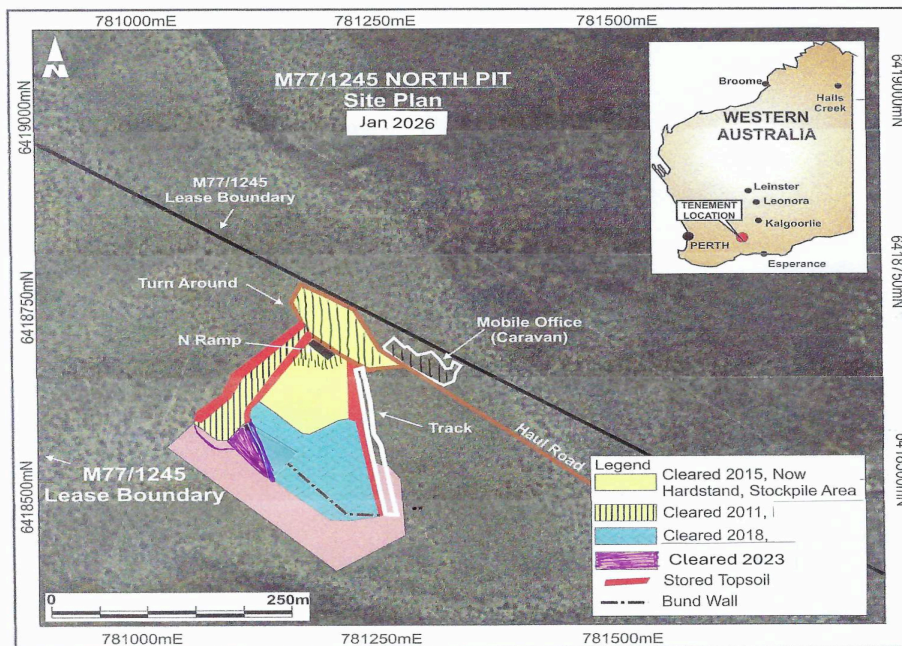 781000mE
781250mE
781500mE
N
M77/1245 NORTH PIT
Site Plan
Jan 2026
6419000mN
6419000mN
Broome
Halls
Creek
WESTERN
AUSTRALIA
Leinster
Leonora
TENEMENT
LOCATION
Kalgoorlie
PERTH
Esperance
M77/1245
Lease Boundary
6418750mN
6418750mN
Turn Around
Mobile Office
(Caravan)
N Ramp
Track
Haul Road
M77/1245
Lease Boundary
6418500mN
Legend
Cleared 2015, Now
Hardstand, Stockpile Area
Cleared 2011,
Cleared 2018,
Cleared 2023
Stored Topsoil
Bund Wall
0
250m
781000mE
781250mE
781500mE